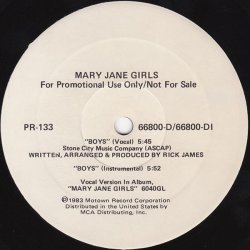 MARY JANE GIRLS
For Promotional Use Only/Not For Sale
PR-133
66800-D/66800-DI
"BOYS" (Vocal) 5:45
Stone City Music Company (ASCAP)
WRITTEN, ARRANGED & PRODUCED BY RICK JAMES
"BOYS" (Instrumental) 5:52
Vocal Version In Album,
"MARY JANE GIRLS" 6040GL
©1983 Motown Record Corporation
Distributed in the United States by
MCA Distributing, Inc.